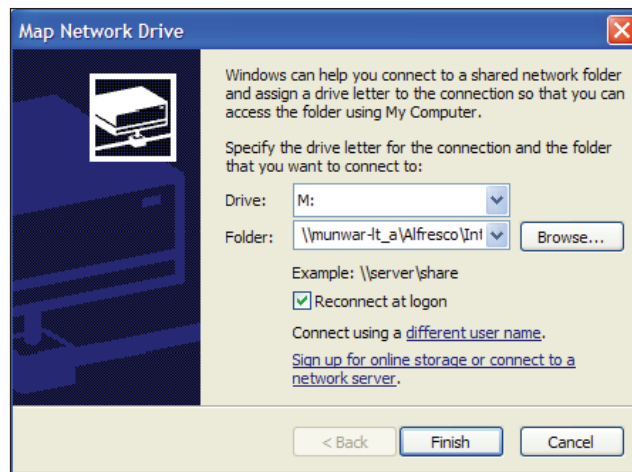 Map Network Drive
Windows can help you connect to a shared network folder
and assign a drive letter to the connection so that you can
access the folder using My Computer.
Specify the drive letter for the connection and the folder
that you want to connect to:
Drive: M:
Folder: \\munwar-lt_a\Alfresco\Int Browse...
Example: \\server\share
Reconnect at logon
Connect using a different user name.
Sign up for online storage or connect to a
network server.
< Back Finish Cancel